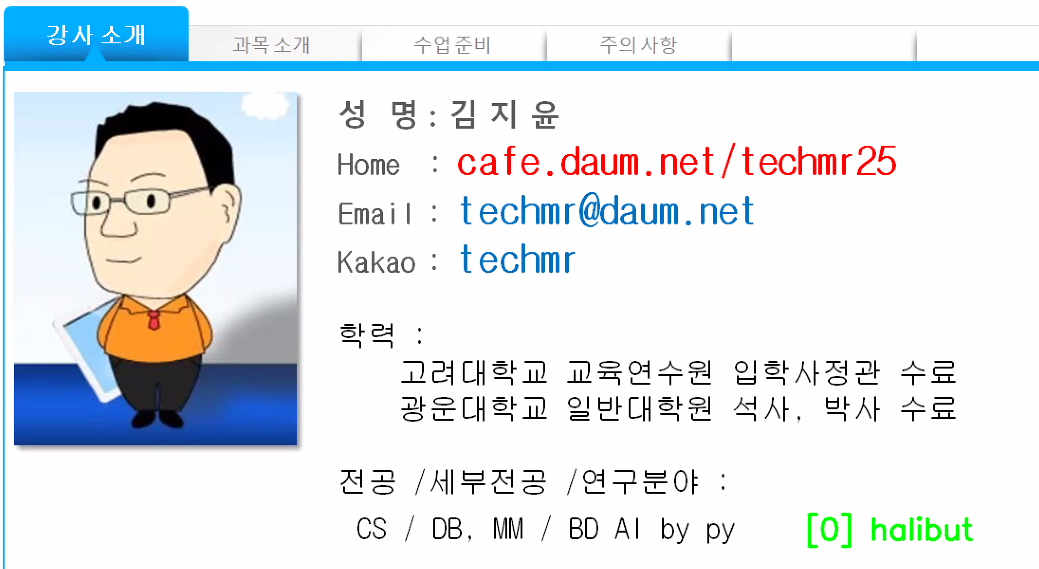 강사 소개 과목 소개 수업 준비 주의 사항
성 명 : 김 지 윤
Home : cafe.daum.net/techmr25
Email : techmr@daum.net
Kakao : techmr
학력 :
고려대학교 교육연수원 입학사정관 수료
광운대학교 일반대학원 석사, 박사 수료
전공 /세부전공 /연구분야 :
CS / DB, MM / BD AI by py [0] halibut